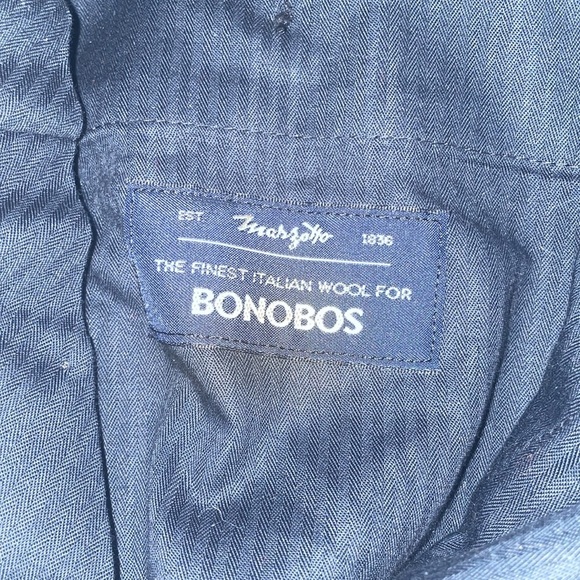 EST. Marzotto 1836
THE FINEST ITALIAN WOOL FOR
BONOBOS